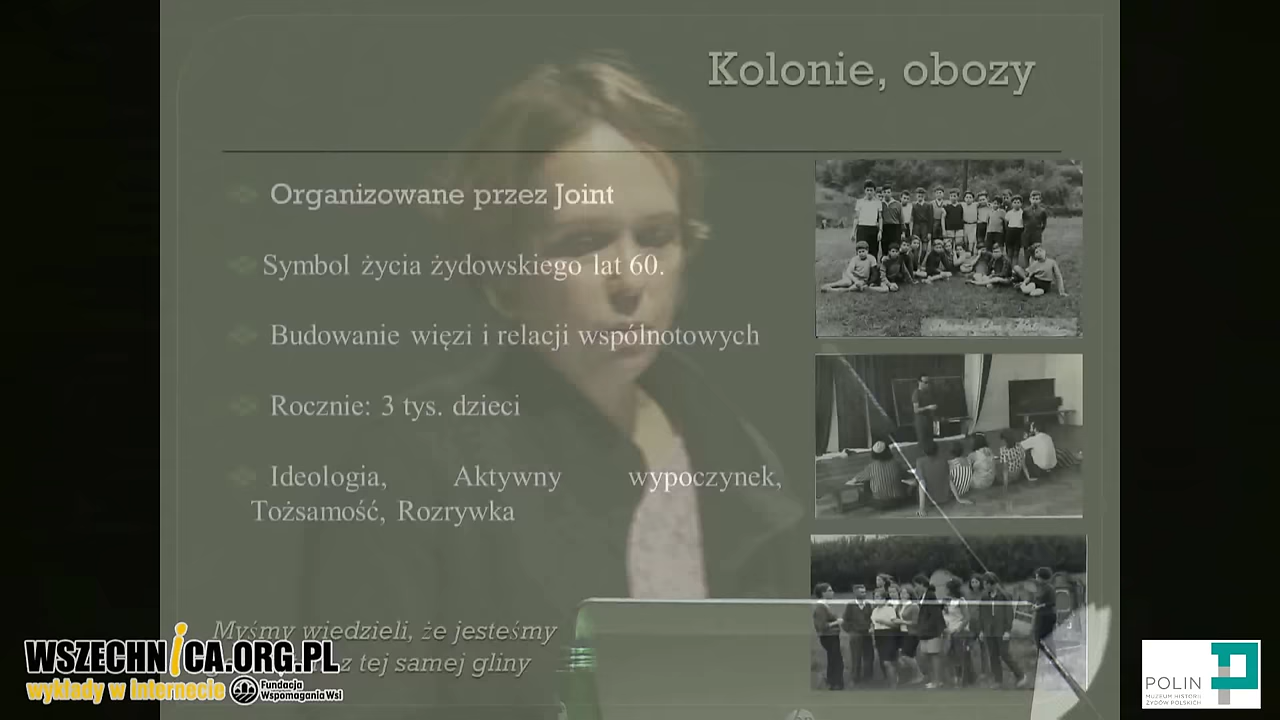 Kolonie, obozy
Organizowane przez Joint
Symbol życia żydowskiego lat 60.
Budowanie więzi i relacji wspólnotowych
Rocznie: 3 tys. dzieci
Ideologia, Aktywny wypoczynek,
Tożsamość, Rozrywka
Myśmy wiedzieli, że jesteśmy
z tej samej gliny
WSZECHNICA.ORG.PL
wykłady w internecie
Fundacja
Wspomagania Wsi
POLIN
MUZEUM HISTORII
ŻYDÓW POLSKICH